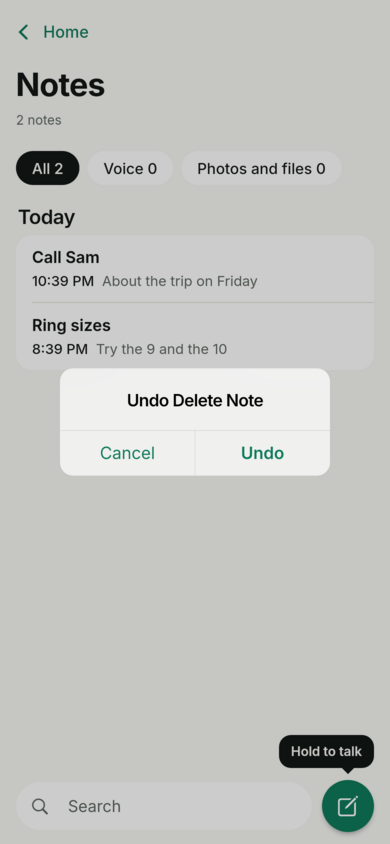 Home
Notes
2 notes
All 2 Voice 0 Photos and files 0
Today
Call Sam
10:39 PM About the trip on Friday
Ring sizes
8:39 PM Try the 9 and the 10
Undo Delete Note
Cancel Undo
Hold to talk
Search